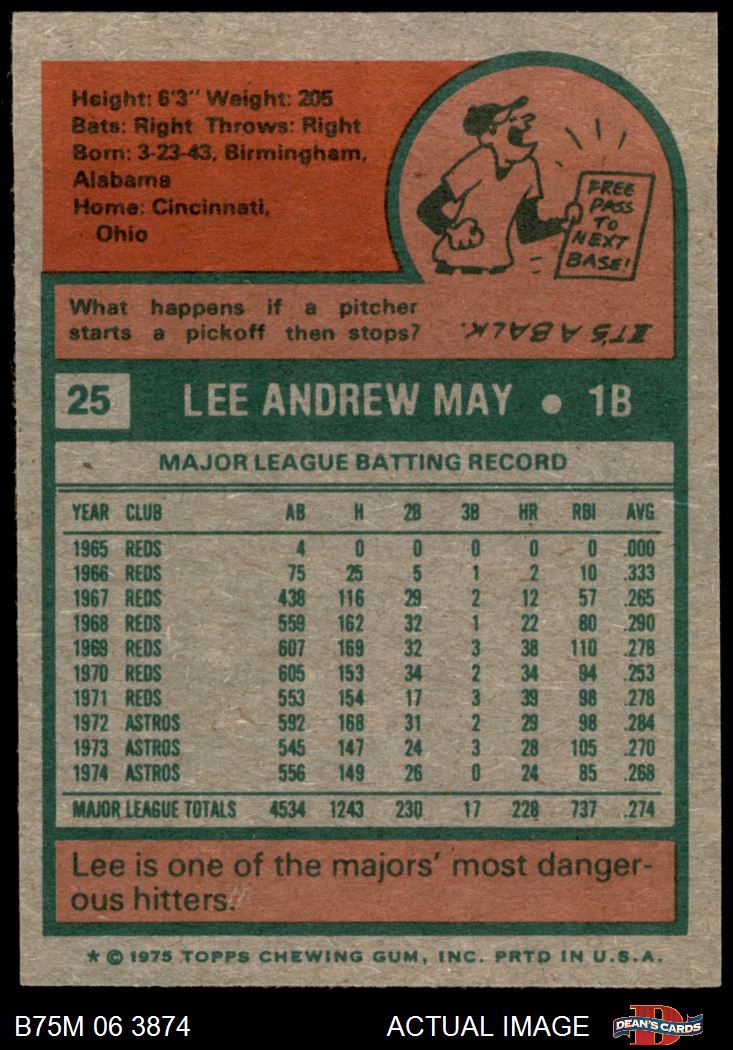 Height: 6'3" Weight: 205
Bats: Right Throws: Right
Born: 3-23-43, Birmingham,
Alabama
Home: Cincinnati,
Ohio
FREE
PASS
TO
NEXT
BASE!
What happens if a pitcher
starts a pickoff then stops?
IT'S A BALK.
25 LEE ANDREW MAY • 1B
MAJOR LEAGUE BATTING RECORD
YEAR CLUB AB H 2B 3B HR RBI AVG
1965 REDS 4 0 0 0 0 0 .000
1966 REDS 75 25 5 1 2 10 .333
1967 REDS 438 116 29 2 12 57 .265
1968 REDS 559 162 32 1 22 80 .290
1969 REDS 607 169 32 3 38 110 .278
1970 REDS 605 153 34 2 34 94 .253
1971 REDS 553 154 17 3 39 98 .278
1972 ASTROS 592 168 31 2 29 98 .284
1973 ASTROS 545 147 24 3 28 105 .270
1974 ASTROS 556 149 26 0 24 85 .268
MAJOR LEAGUE TOTALS 4534 1243 230 17 228 737 .274
Lee is one of the majors' most danger-
ous hitters.
* © 1975 TOPPS CHEWING GUM, INC. PRTD IN U.S.A.
B75M 06 3874 ACTUAL IMAGE D DEAN'S CARDS